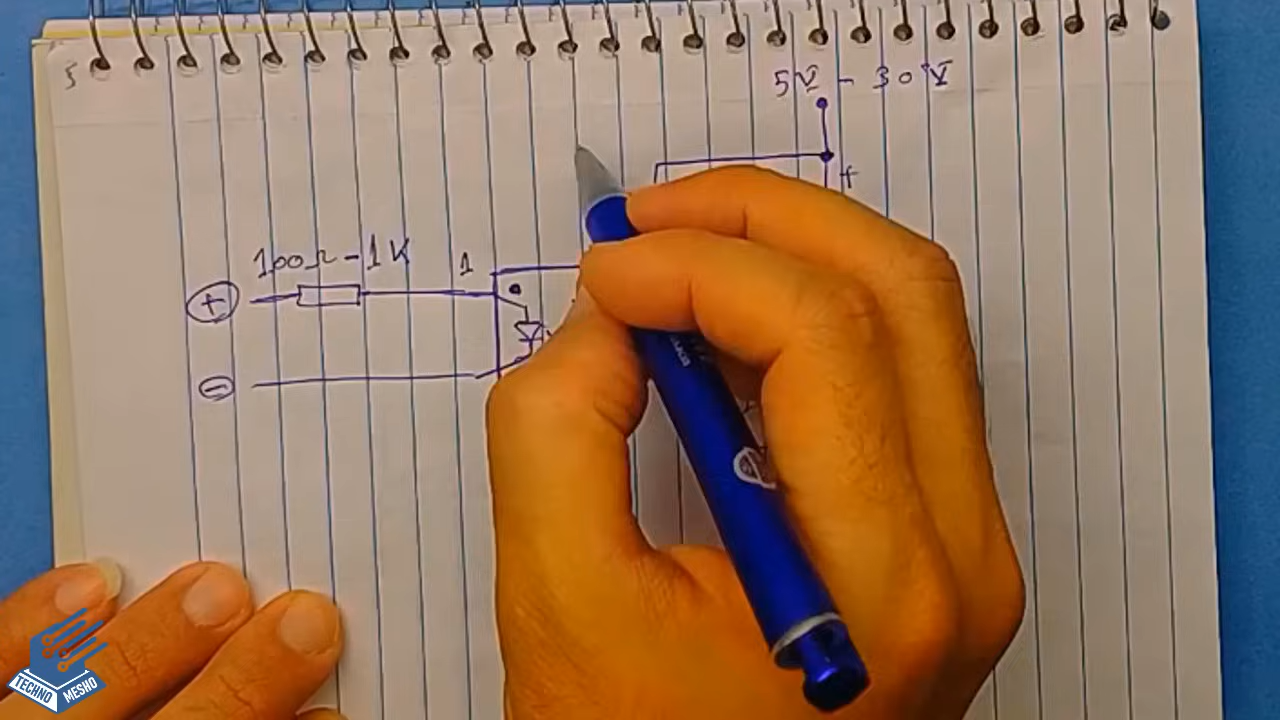 5V - 30V
+
100Ω - 1K
1
+
-
TECHNO
MESHO